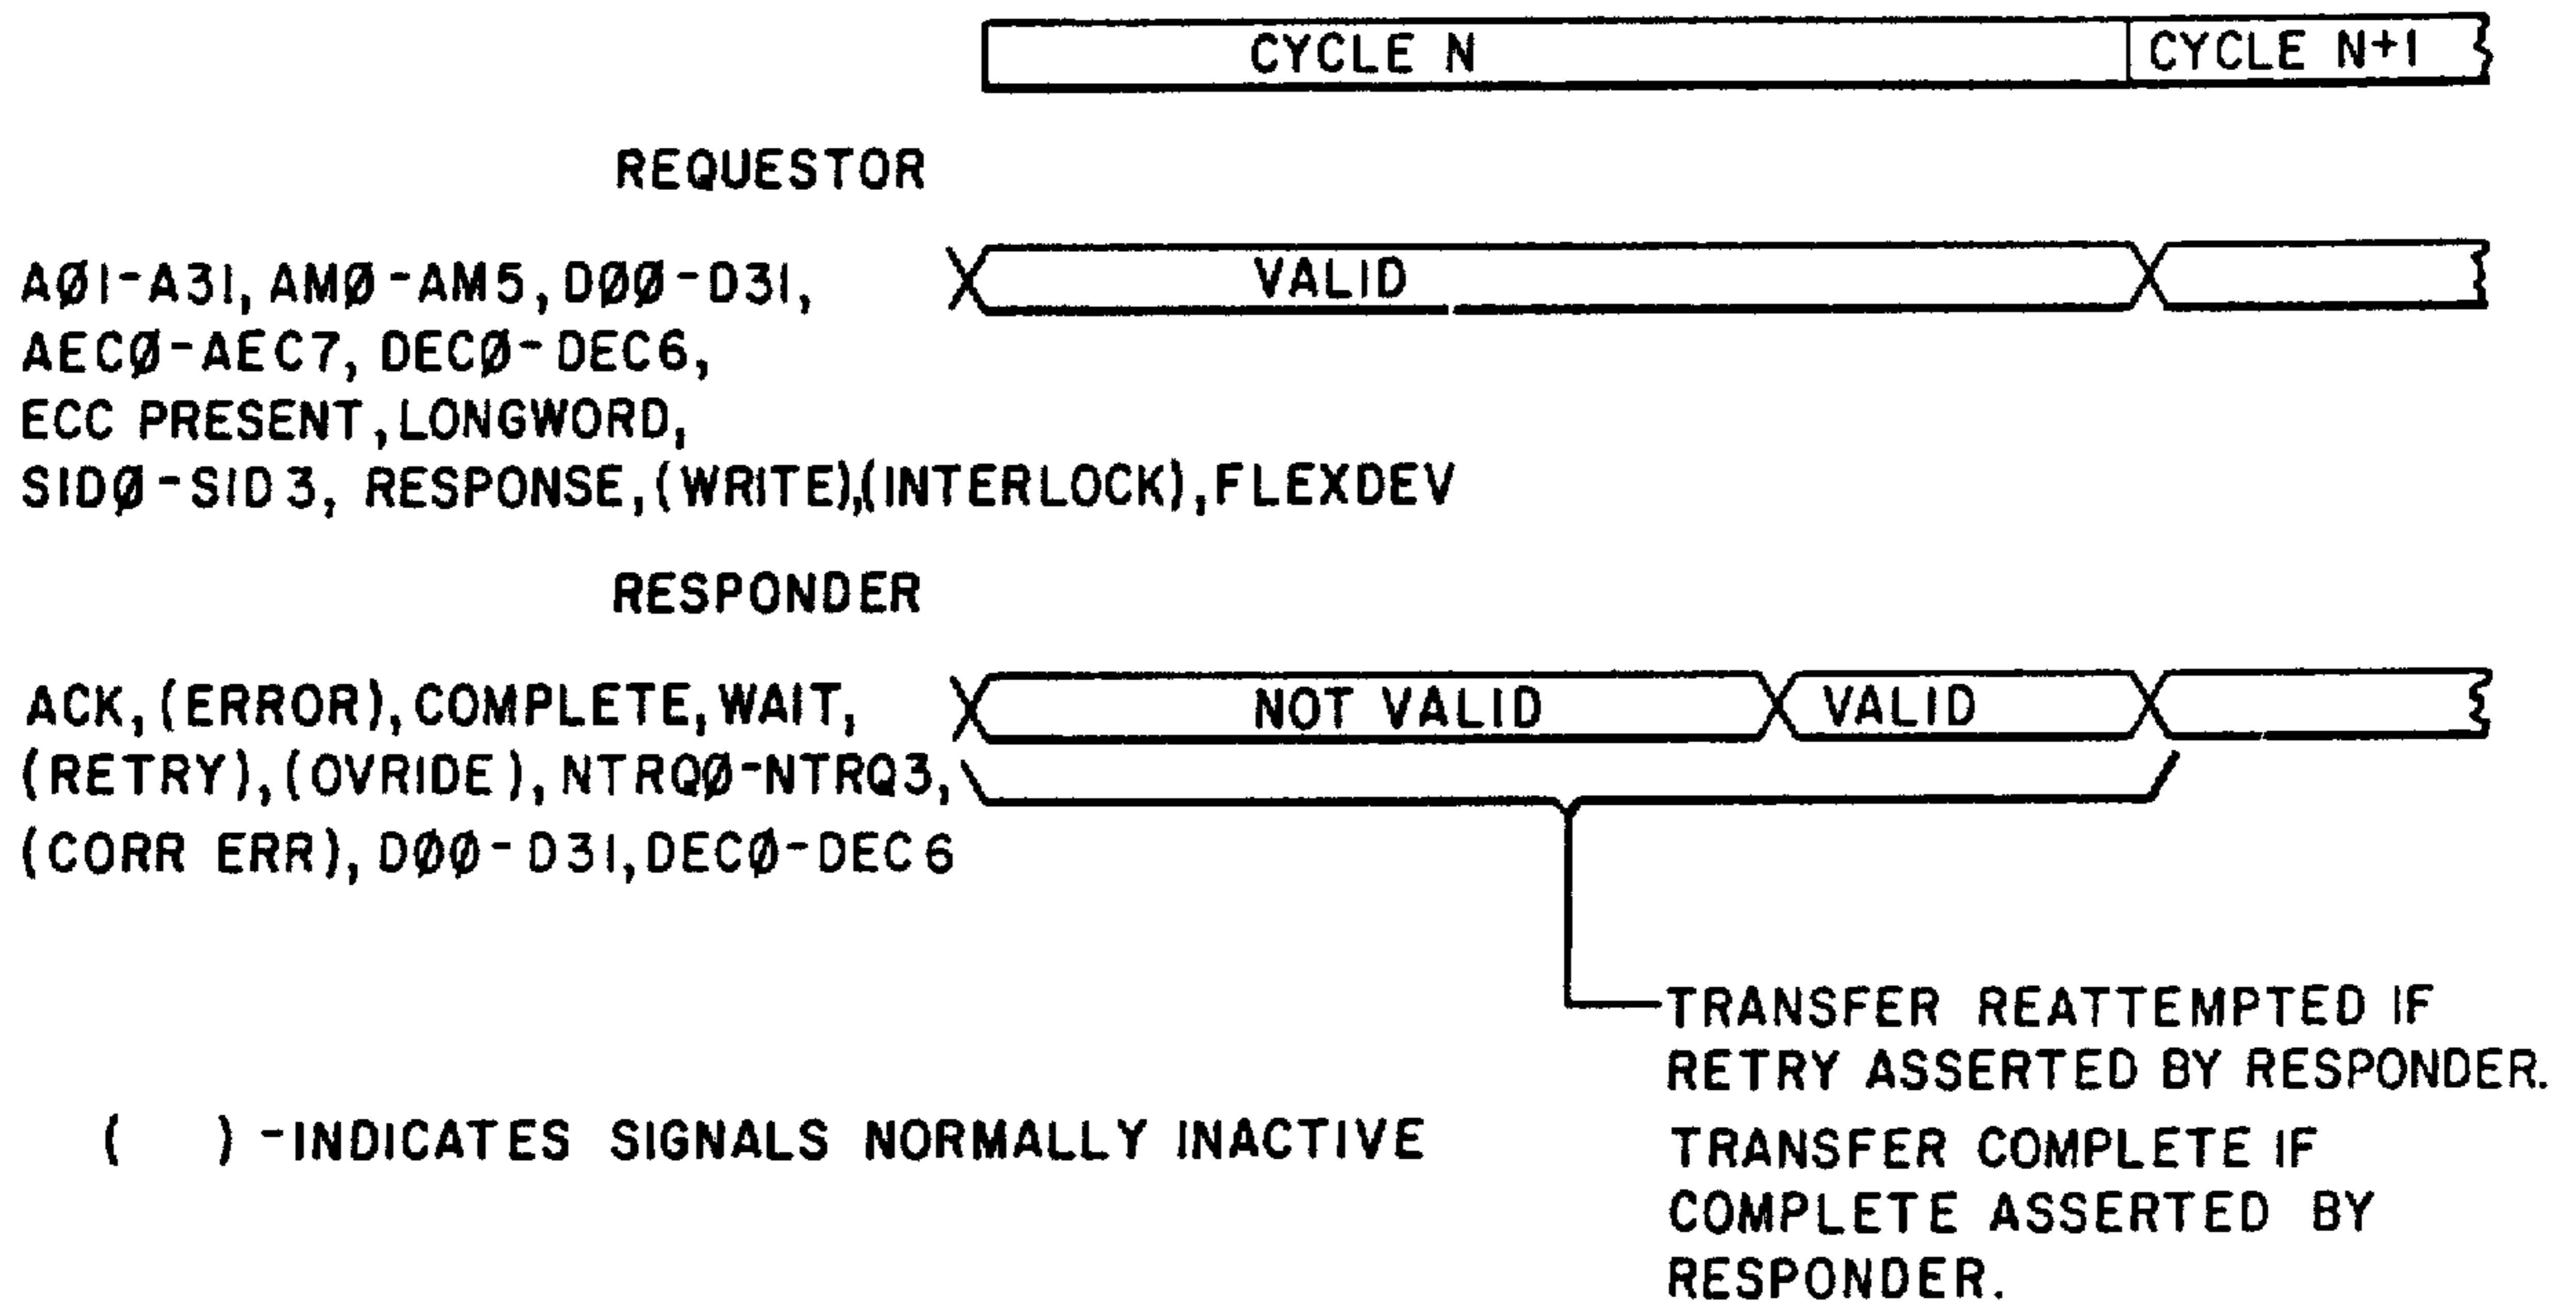 CYCLE N
CYCLE N+1
REQUESTOR
AØ1-A31, AMØ-AM5, DØØ-D31,
VALID
AECØ-AEC7, DECØ-DEC6,
ECC PRESENT, LONGWORD,
SIDØ-SID3, RESPONSE, (WRITE),(INTERLOCK), FLEXDEV
RESPONDER
ACK, (ERROR), COMPLETE, WAIT,
NOT VALID
VALID
(RETRY), (OVRIDE), NTRQØ-NTRQ3,
(CORR ERR), DØØ-D31, DECØ-DEC6
TRANSFER REATTEMPTED IF
RETRY ASSERTED BY RESPONDER.
( ) -INDICATES SIGNALS NORMALLY INACTIVE
TRANSFER COMPLETE IF
COMPLETE ASSERTED BY
RESPONDER.